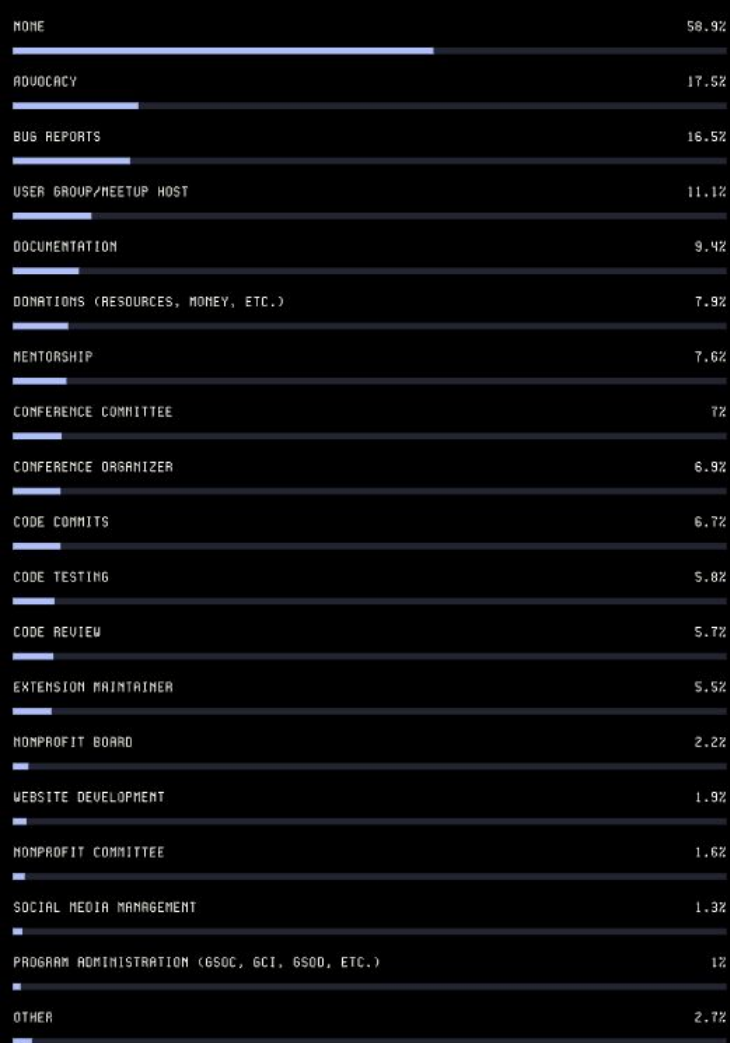 NONE 58.9%
ADVOCACY 17.5%
BUG REPORTS 16.5%
USER GROUP/MEETUP HOST 11.1%
DOCUMENTATION 9.4%
DONATIONS (RESOURCES, MONEY, ETC.) 7.9%
MENTORSHIP 7.6%
CONFERENCE COMMITTEE 7%
CONFERENCE ORGANIZER 6.9%
CODE COMMITS 6.7%
CODE TESTING 5.8%
CODE REVIEW 5.7%
EXTENSION MAINTAINER 5.5%
NONPROFIT BOARD 2.2%
WEBSITE DEVELOPMENT 1.9%
NONPROFIT COMMITTEE 1.6%
SOCIAL MEDIA MANAGEMENT 1.3%
PROGRAM ADMINISTRATION (GSOC, GCI, GSOD, ETC.) 1%
OTHER 2.7%